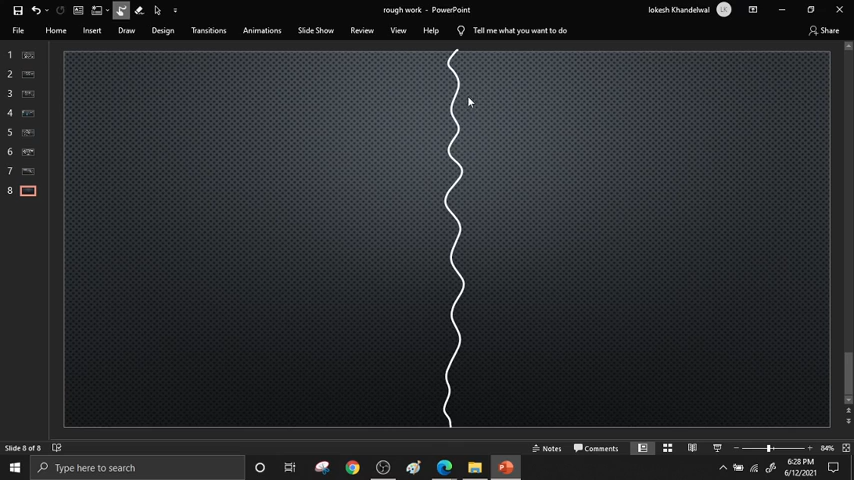 rough work - PowerPoint
lokesh Khandelwal
LK
File
Home
Insert
Draw
Design
Transitions
Animations
Slide Show
Review
View
Help
Tell me what you want to do
Share
1
2
3
4
5
6
7
8
Slide 8 of 8
Notes
Comments
84%
Type here to search
6:28 PM
6/12/2021